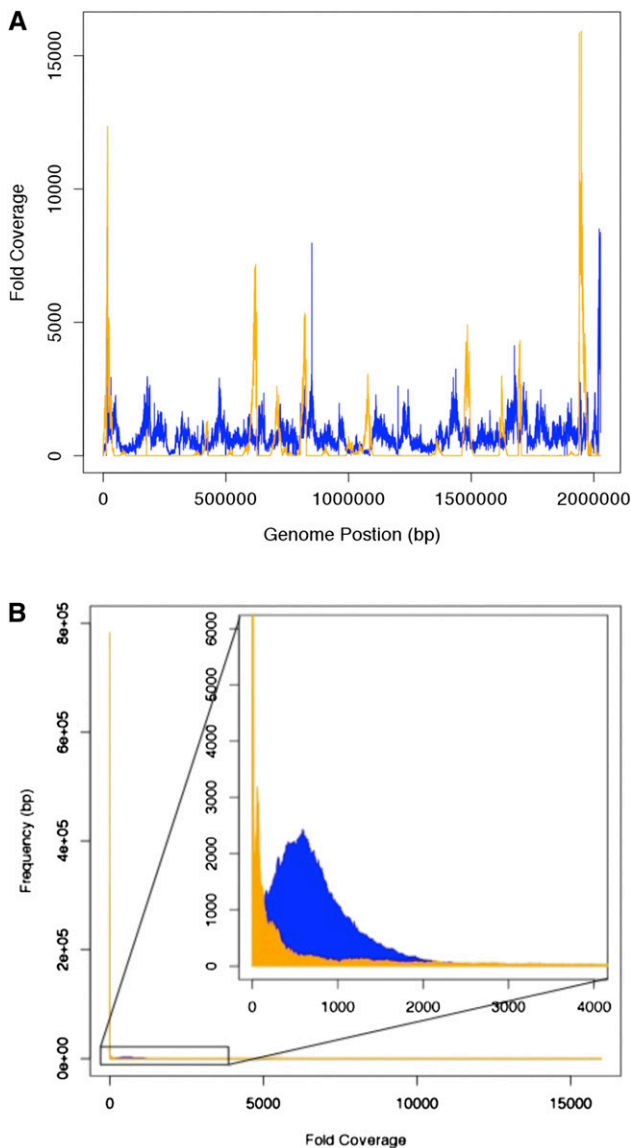 A
Fold Coverage
15000
10000
5000
0
0 500000 1000000 1500000 2000000
Genome Postion (bp)
B
Frequency (bp)
8e+05
6e+05
4e+05
2e+05
0e+00
6000
5000
4000
3000
2000
1000
0
0 1000 2000 3000 4000
0 5000 10000 15000
Fold Coverage